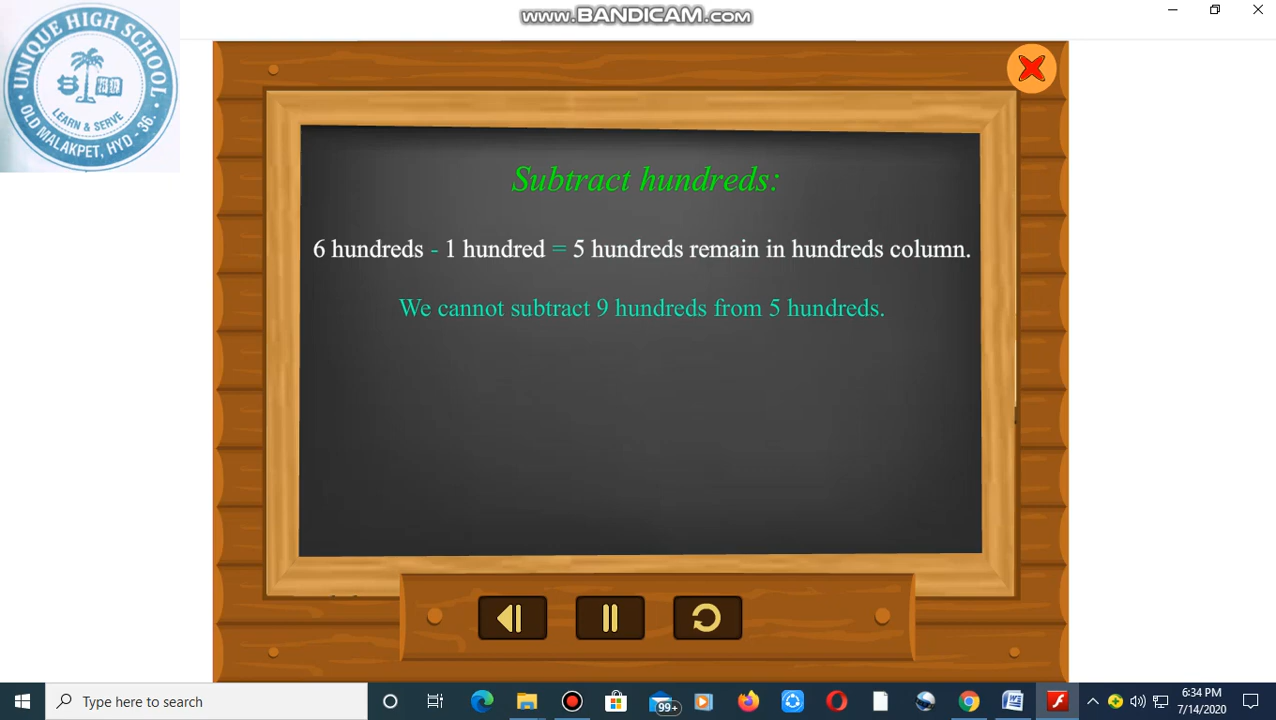 www.BANDICAM.com
UNIQUE HIGH SCHOOL
LEARN & SERVE
OLD MALAKPET, HYD - 36.
Subtract hundreds:
6 hundreds - 1 hundred = 5 hundreds remain in hundreds column.
We cannot subtract 9 hundreds from 5 hundreds.
Type here to search
99+
6:34 PM
7/14/2020